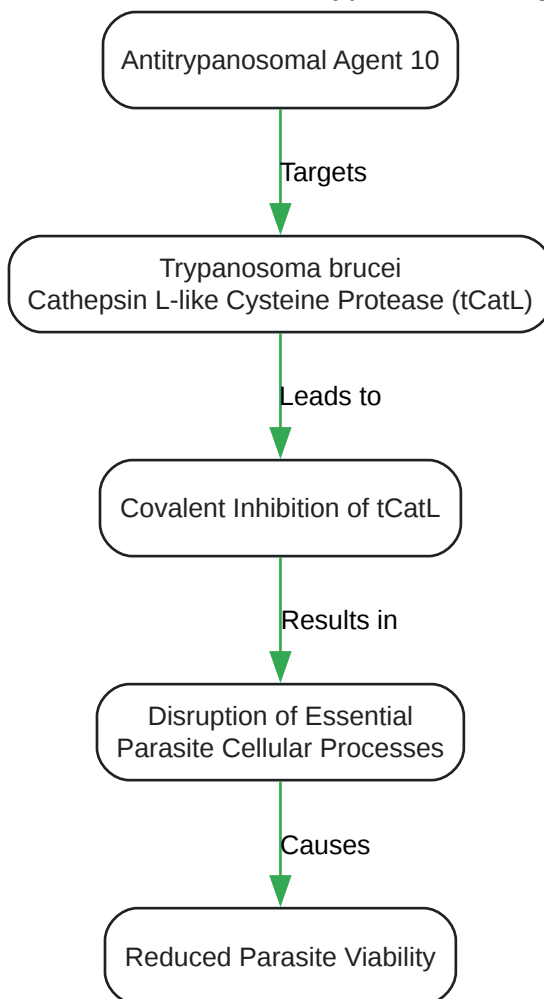 Antitrypanosomal Agent 10
Targets
Trypanosoma brucei
Cathepsin L-like Cysteine Protease (tCatL)
Leads to
Covalent Inhibition of tCatL
Results in
Disruption of Essential
Parasite Cellular Processes
Causes
Reduced Parasite Viability